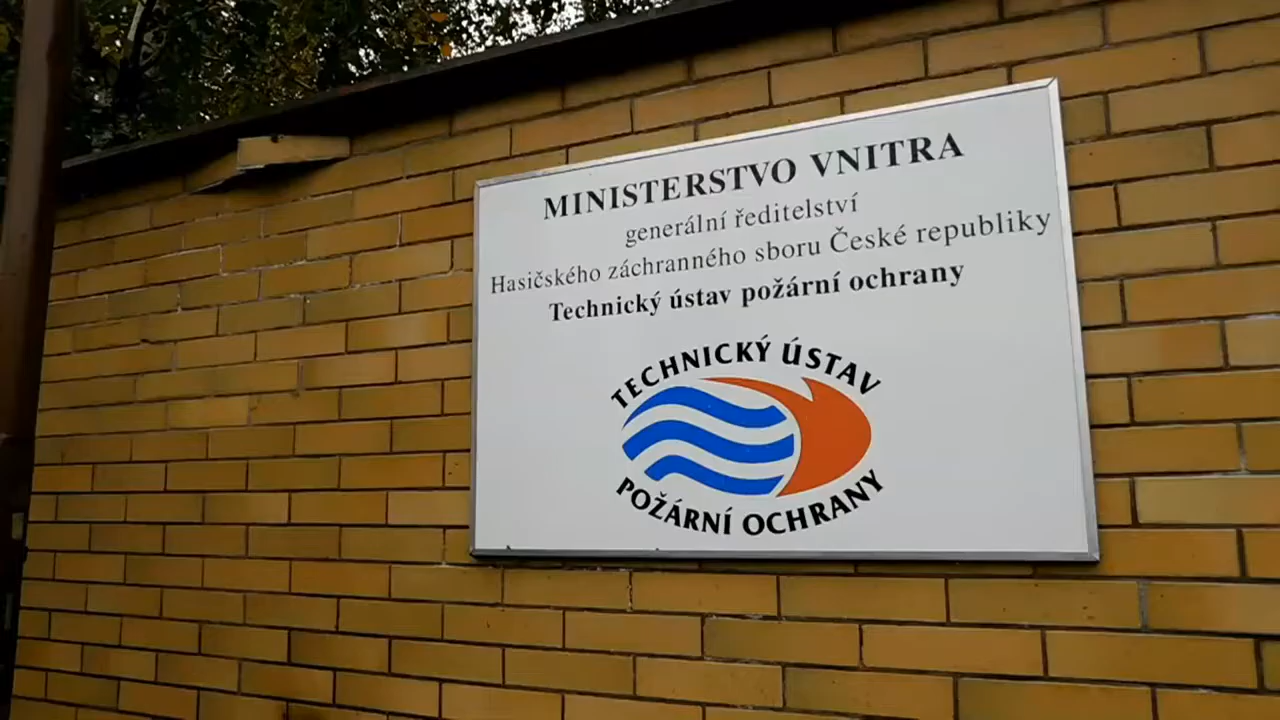 MINISTERSTVO VNITRA
generální ředitelství
Hasičského záchranného sboru České republiky
Technický ústav požární ochrany
TECHNICKÝ ÚSTAV
POŽÁRNÍ OCHRANY